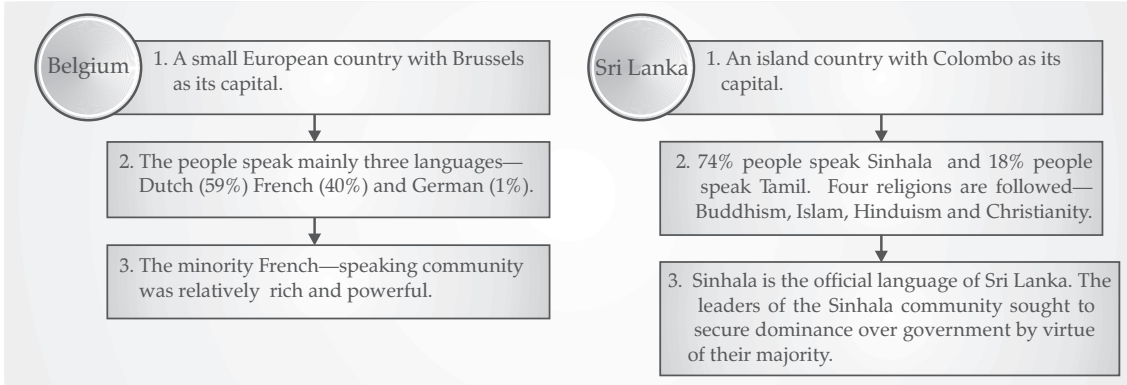 Belgium
1. A small European country with Brussels
as its capital.
2. The people speak mainly three languages—
Dutch (59%) French (40%) and German (1%).
3. The minority French—speaking community
was relatively rich and powerful.
Sri Lanka
1. An island country with Colombo as its
capital.
2. 74% people speak Sinhala and 18% people
speak Tamil. Four religions are followed—
Buddhism, Islam, Hinduism and Christianity.
3. Sinhala is the official language of Sri Lanka. The
leaders of the Sinhala community sought to
secure dominance over government by virtue
of their majority.